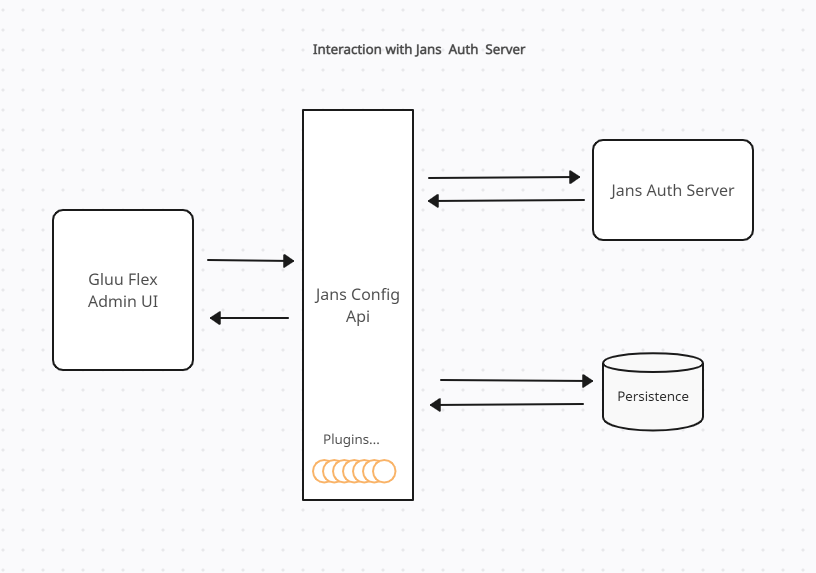 Interaction with Jans Auth Server
Gluu Flex
Admin UI
Jans Config
Api
Plugins...
Jans Auth Server
Persistence